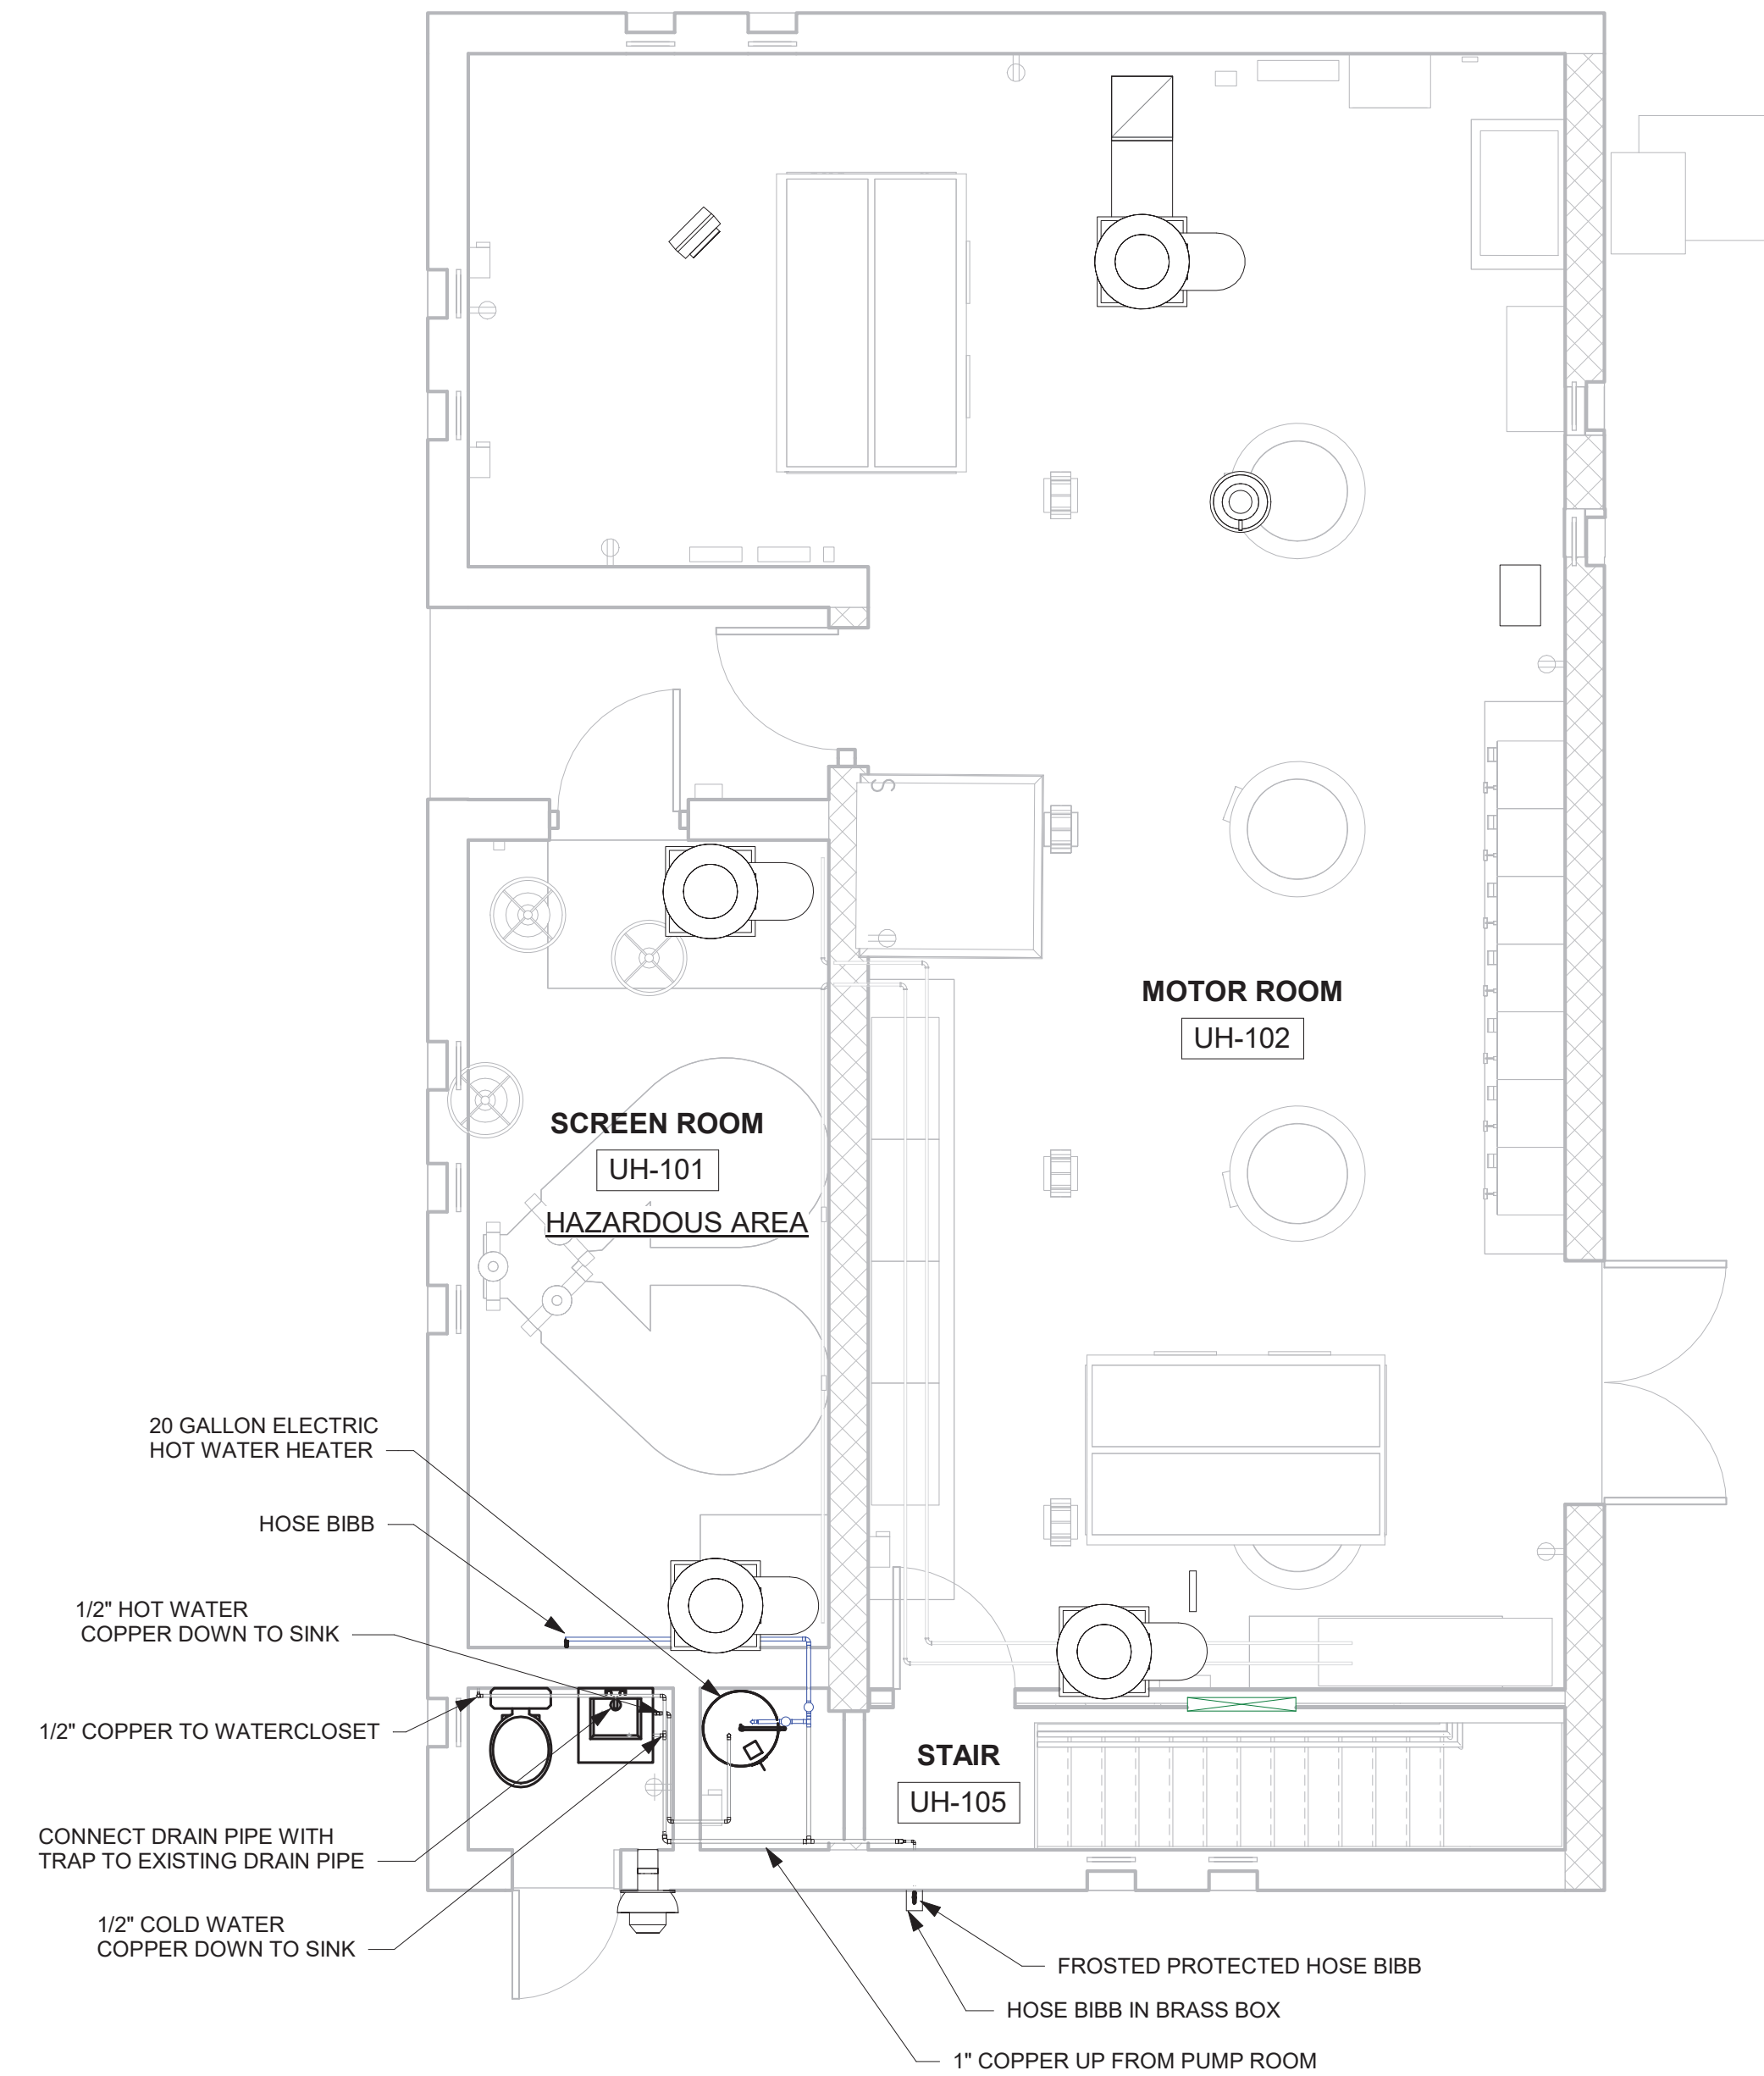 S
MOTOR ROOM
UH-102
SCREEN ROOM
UH-101
HAZARDOUS AREA
20 GALLON ELECTRIC
HOT WATER HEATER
HOSE BIBB
1/2" HOT WATER
COPPER DOWN TO SINK
1/2" COPPER TO WATERCLOSET
STAIR
UH-105
CONNECT DRAIN PIPE WITH
TRAP TO EXISTING DRAIN PIPE
1/2" COLD WATER
COPPER DOWN TO SINK
FROSTED PROTECTED HOSE BIBB
HOSE BIBB IN BRASS BOX
1" COPPER UP FROM PUMP ROOM